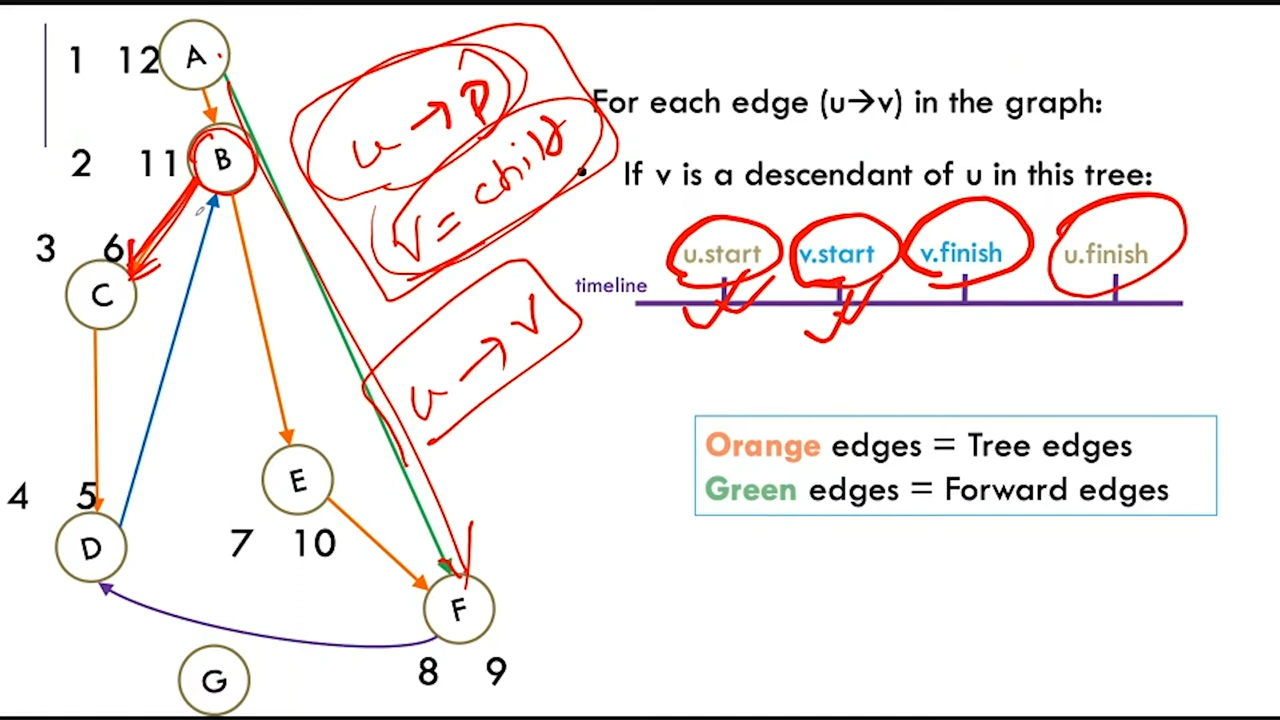 1 12 A
2 11 B
3 6 C
4 5 D
7 10 E
8 9 F
G
u → P
v = child
u → v
For each edge (u→v) in the graph:
• If v is a descendant of u in this tree:
u.start v.start v.finish u.finish
timeline
Orange edges = Tree edges
Green edges = Forward edges